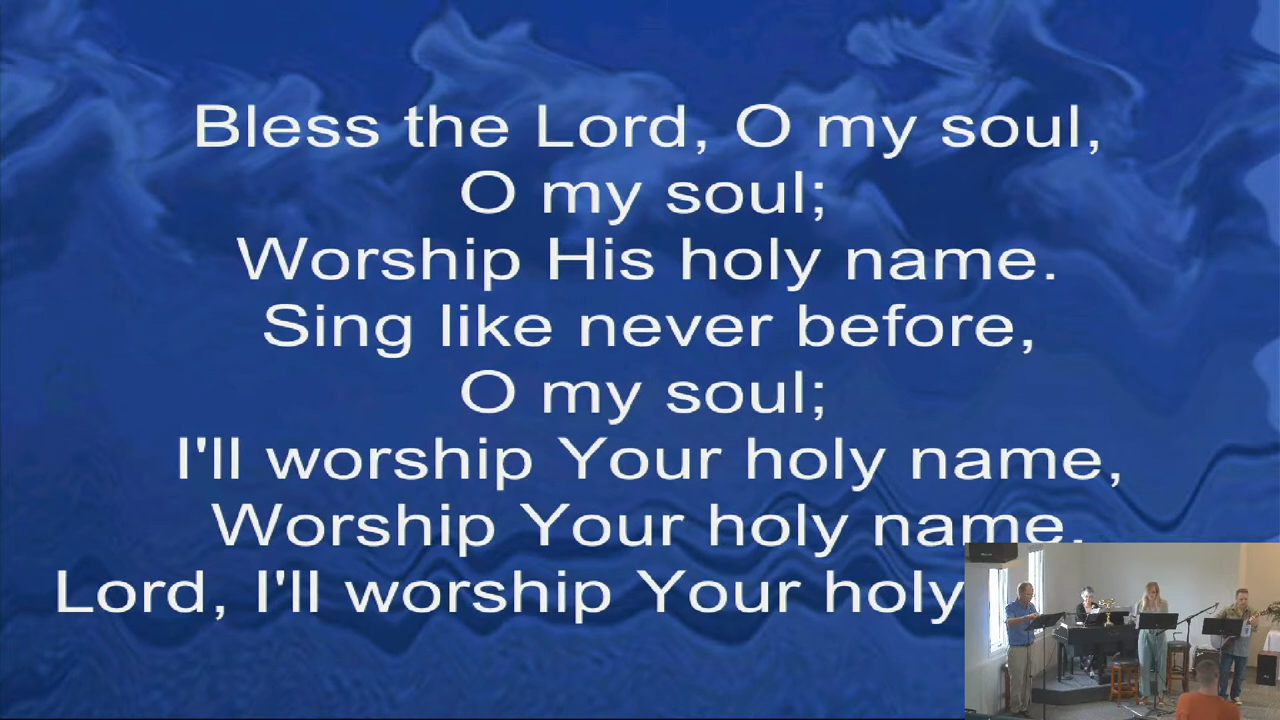 Bless the Lord, O my soul,
O my soul;
Worship His holy name.
Sing like never before,
O my soul;
I'll worship Your holy name,
Worship Your holy name.
Lord, I'll worship Your holy